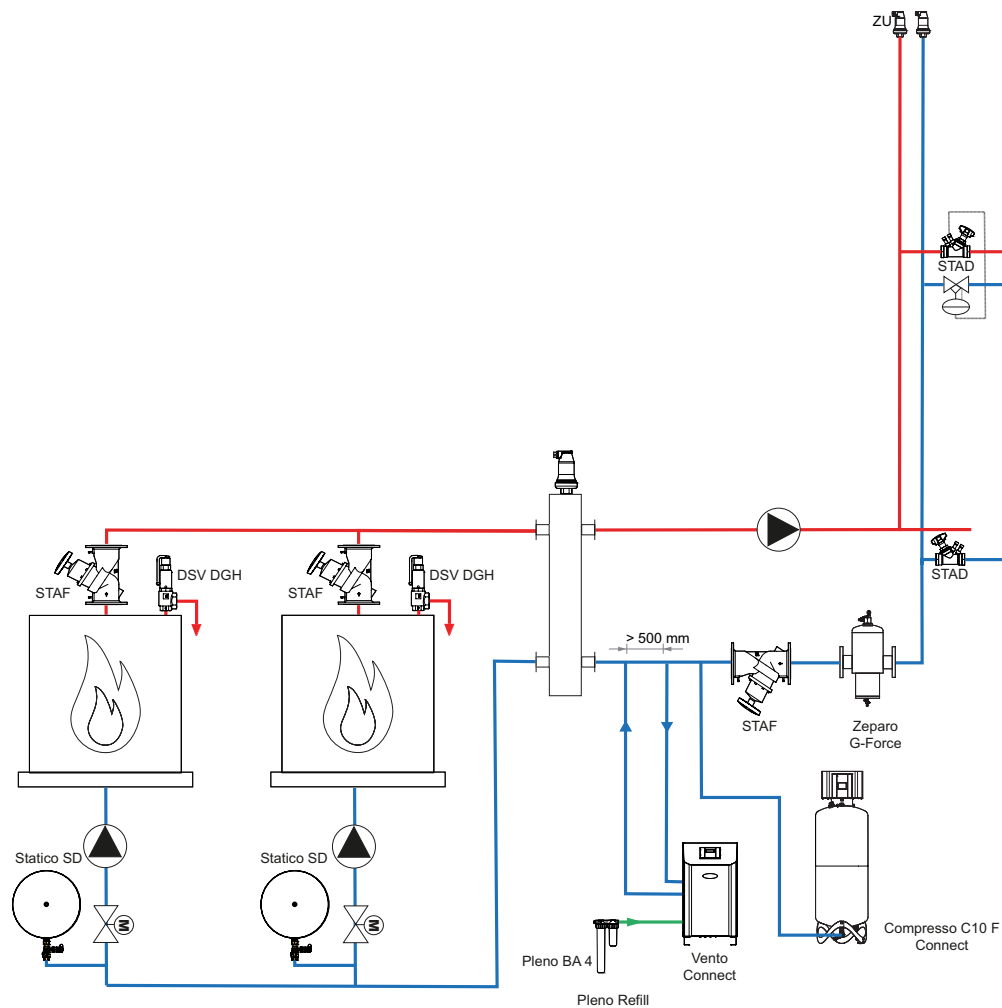 ZUT
STAD
STAD
STAF
DSV DGH
STAF
DSV DGH
> 500 mm
STAF
Zeparo
G-Force
Statico SD
M
Statico SD
M
Pleno BA 4
Vento
Connect
Compresso C10 F
Connect
Pleno Refill